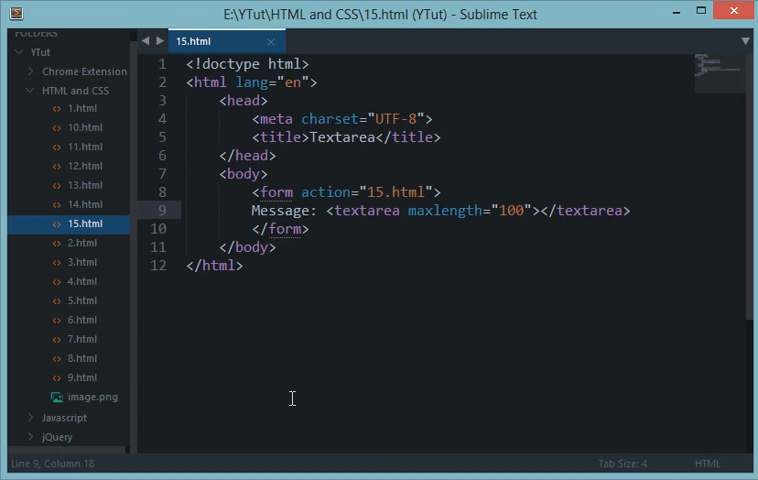 E:\YTut\HTML and CSS\15.html (YTut) - Sublime Text
FOLDERS
YTut
Chrome Extension
HTML and CSS
1.html
10.html
11.html
12.html
13.html
14.html
15.html
2.html
3.html
4.html
5.html
6.html
7.html
8.html
9.html
image.png
Javascript
jQuery
15.html
1 <!doctype html>
2 <html lang="en">
3 <head>
4 <meta charset="UTF-8">
5 <title>Textarea</title>
6 </head>
7 <body>
8 <form action="15.html">
9 Message: <textarea maxlength="100"></textarea>
10 </form>
11 </body>
12 </html>
Line 9, Column 18
Tab Size: 4
HTML